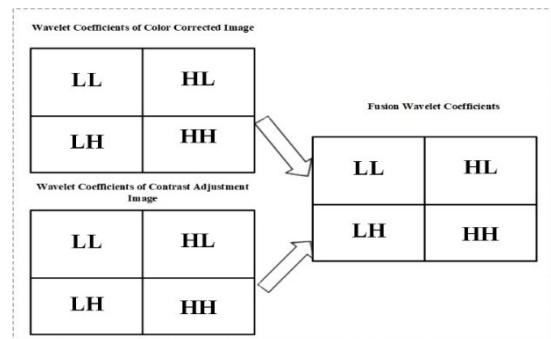 Wavelet Coefficients of Color Corrected Image
LL HL
LH HH
Wavelet Coefficients of Contrast Adjustment
Image
LL HL
LH HH
Fusion Wavelet Coefficients
LL HL
LH HH